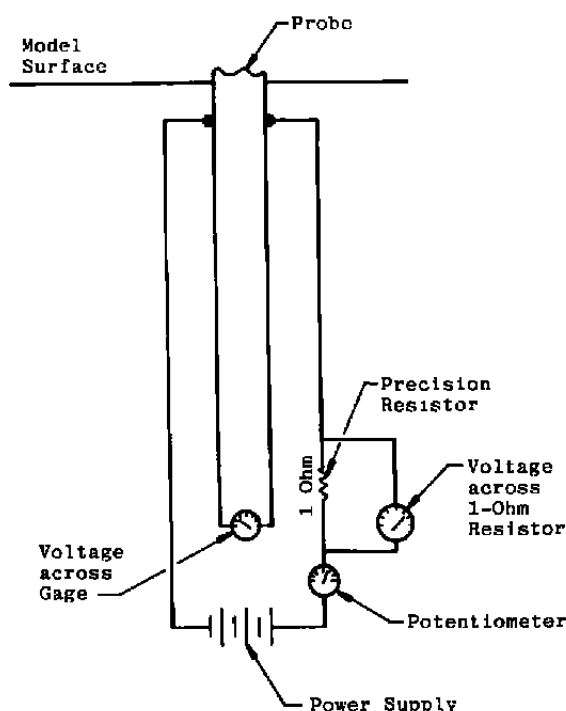 Probe
Model
Surface
Precision
Resistor
1 Ohm
Voltage
across
1-Ohm
Resistor
Voltage
across
Gage
Potentiometer
Power Supply